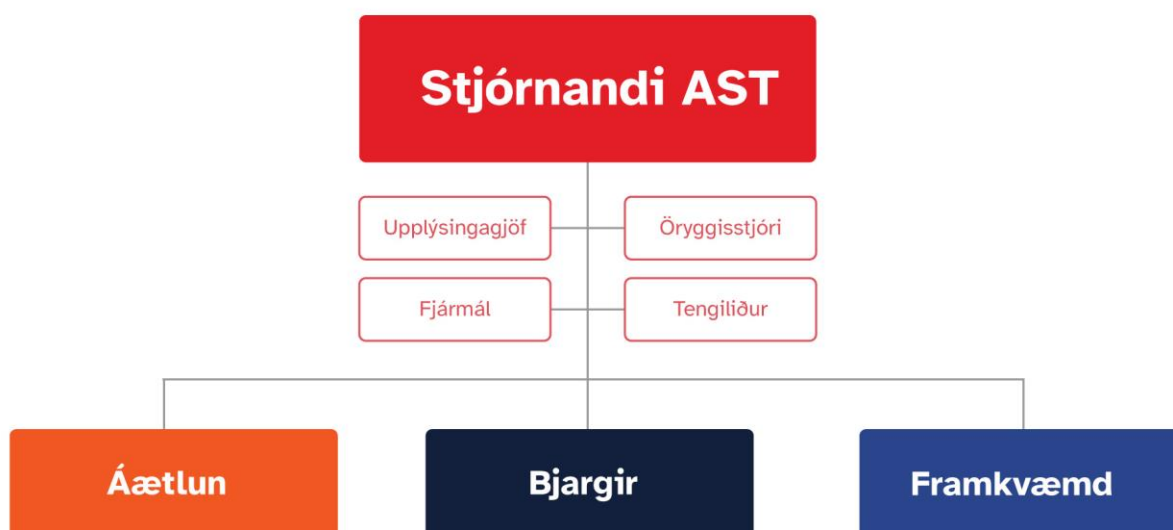 Stjórnandi AST
Upplýsingagjöf
Öryggisstjóri
Fjármál
Tengiliður
Áætlun
Bjargir
Framkvæmd